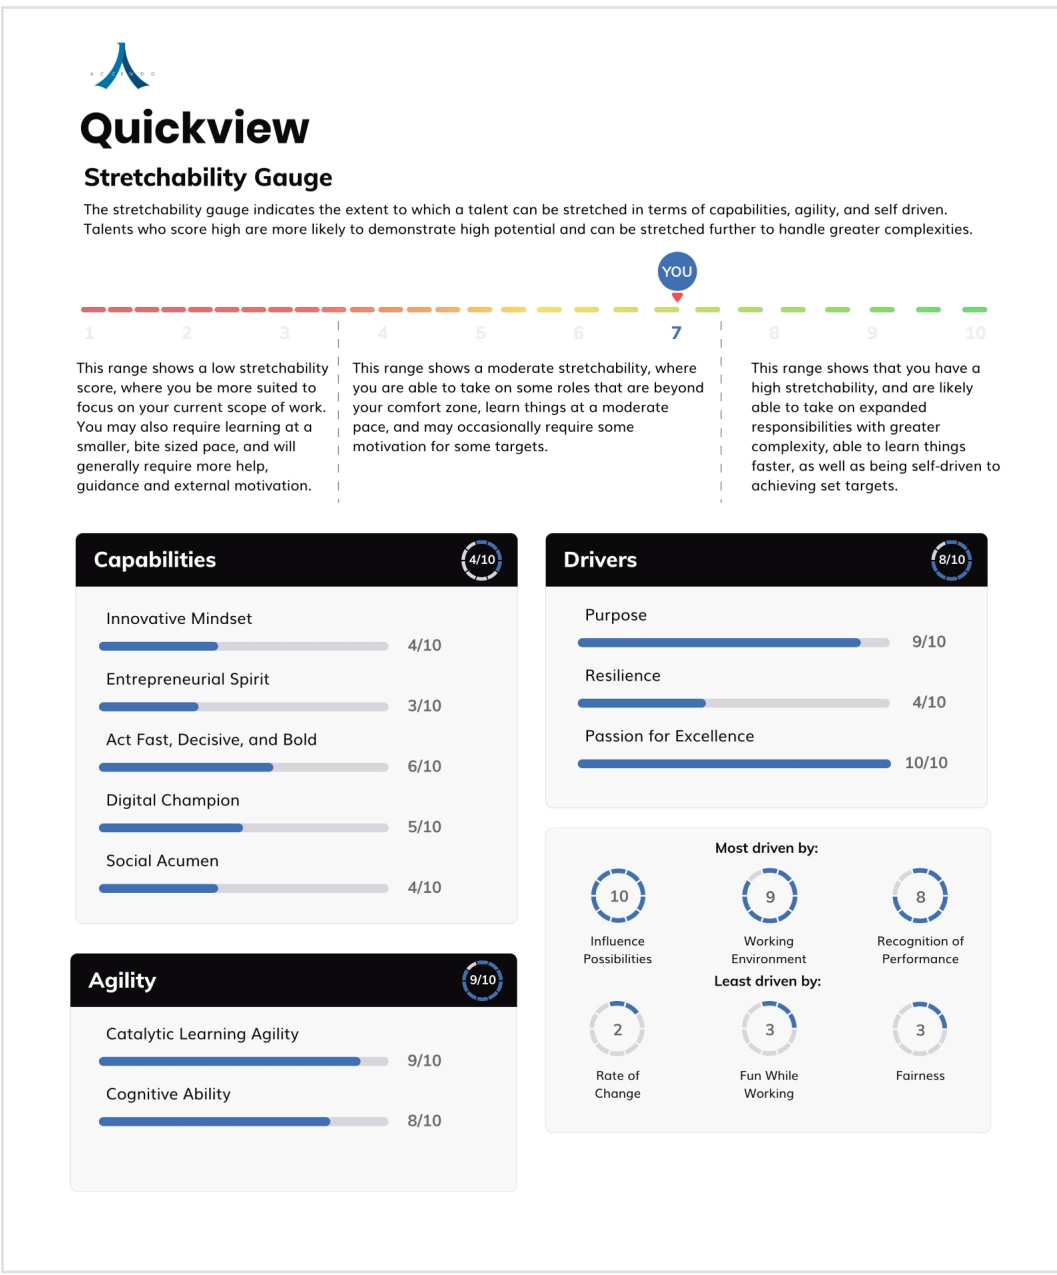 ACCENDO
Quickview
Stretchability Gauge
The stretchability gauge indicates the extent to which a talent can be stretched in terms of capabilities, agility, and self driven.
Talents who score high are more likely to demonstrate high potential and can be stretched further to handle greater complexities.
YOU
1 2 3 4 5 6 7 8 9 10
This range shows a low stretchability
score, where you be more suited to
focus on your current scope of work.
You may also require learning at a
smaller, bite sized pace, and will
generally require more help,
guidance and external motivation.
This range shows a moderate stretchability, where
you are able to take on some roles that are beyond
your comfort zone, learn things at a moderate
pace, and may occasionally require some
motivation for some targets.
This range shows that you have a
high stretchability, and are likely
able to take on expanded
responsibilities with greater
complexity, able to learn things
faster, as well as being self-driven to
achieving set targets.
Capabilities 4/10
Innovative Mindset
4/10
Entrepreneurial Spirit
3/10
Act Fast, Decisive, and Bold
6/10
Digital Champion
5/10
Social Acumen
4/10
Agility 9/10
Catalytic Learning Agility
9/10
Cognitive Ability
8/10
Drivers 8/10
Purpose
9/10
Resilience
4/10
Passion for Excellence
10/10
Most driven by:
10 9 8
Influence Working Recognition of
Possibilities Environment Performance
Least driven by:
2 3 3
Rate of Fun While Fairness
Change Working